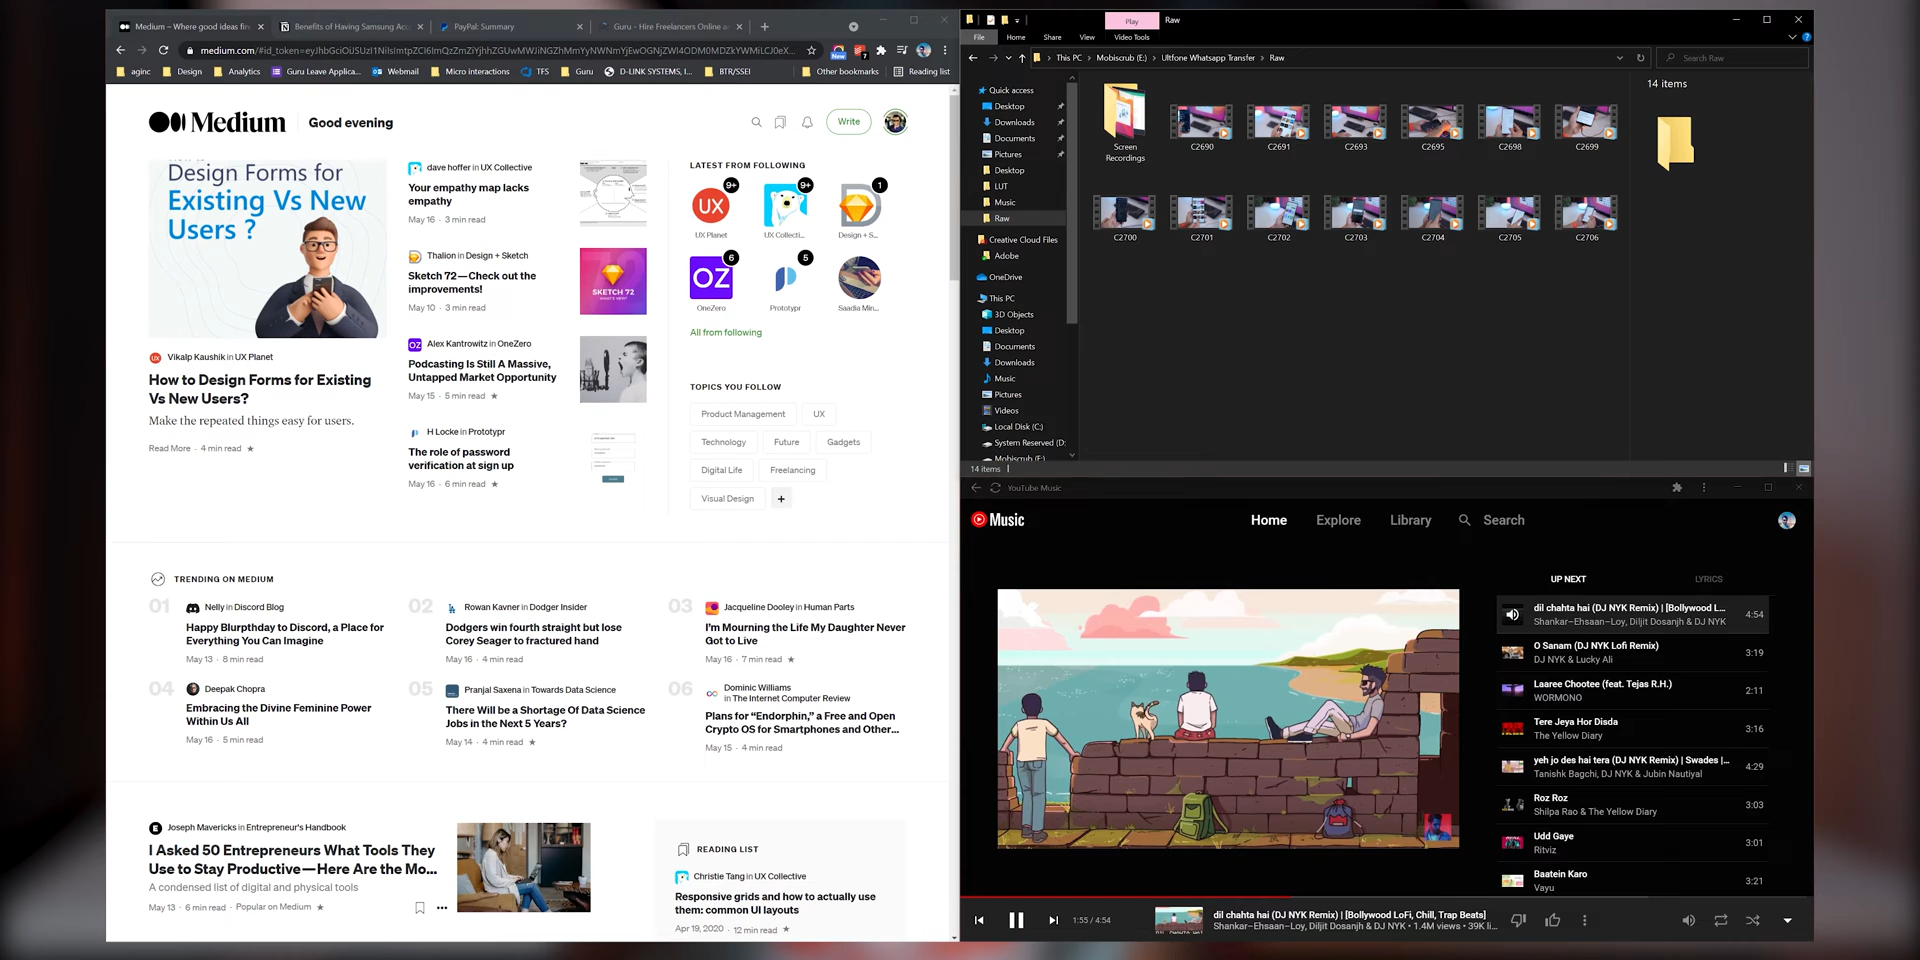 Medium – Where good ideas fin
Benefits of Having Samsung Acc
PayPal: Summary
Guru - Hire Freelancers Online a
aginc
Design
Analytics
Guru Leave Applica...
Webmail
Micro interactions
TFS
Guru
D-LINK SYSTEMS, I...
BTR/SSEI
Other bookmarks
Reading list
Medium
Good evening
Write
Design Forms for
Existing Vs New
Users ?
Vikalp Kaushik in UX Planet
How to Design Forms for Existing
Vs New Users?
Make the repeated things easy for users.
Read More · 4 min read
dave hoffer in UX Collective
Your empathy map lacks
empathy
May 16 · 3 min read
Thalion in Design + Sketch
Sketch 72—Check out the
improvements!
May 10 · 3 min read
SKETCH 72
WHAT'S NEW?
Alex Kantrowitz in OneZero
Podcasting Is Still A Massive,
Untapped Market Opportunity
May 15 · 5 min read
H Locke in Prototypr
The role of password
verification at sign up
May 16 · 6 min read
LATEST FROM FOLLOWING
UX
9+
9+
1
UX Planet
UX Collecti...
Design + S...
OZ
6
5
OneZero
Prototypr
Saadia Min...
All from following
TOPICS YOU FOLLOW
Product Management
UX
Technology
Future
Gadgets
Digital Life
Freelancing
Visual Design
+
TRENDING ON MEDIUM
01
Nelly in Discord Blog
Happy Blurpthday to Discord, a Place for
Everything You Can Imagine
May 13 · 8 min read
02
Rowan Kavner in Dodger Insider
Dodgers win fourth straight but lose
Corey Seager to fractured hand
May 16 · 4 min read
03
Jacqueline Dooley in Human Parts
I'm Mourning the Life My Daughter Never
Got to Live
May 16 · 7 min read
04
Deepak Chopra
Embracing the Divine Feminine Power
Within Us All
May 16 · 5 min read
05
Pranjal Saxena in Towards Data Science
There Will be a Shortage Of Data Science
Jobs in the Next 5 Years?
May 14 · 4 min read
06
Dominic Williams
in The Internet Computer Review
Plans for “Endorphin,” a Free and Open
Crypto OS for Smartphones and Other...
May 15 · 4 min read
Joseph Mavericks in Entrepreneur's Handbook
I Asked 50 Entrepreneurs What Tools They
Use to Stay Productive—Here Are the Mo...
A condensed list of digital and physical tools
May 13 · 6 min read · Popular on Medium
READING LIST
Christie Tang in UX Collective
Responsive grids and how to actually use
them: common UI layouts
Apr 19, 2020 · 12 min read
Play
Raw
File
Home
Share
View
Video Tools
This PC > Mobiscrub (E:) > Ultfone Whatsapp Transfer > Raw
Search Raw
Quick access
Desktop
Downloads
Documents
Pictures
Desktop
LUT
Music
Raw
Creative Cloud Files
Adobe
OneDrive
This PC
3D Objects
Desktop
Documents
Downloads
Music
Pictures
Videos
Local Disk (C:)
System Reserved (D:
Mobiscrub (E:)
Screen
Recordings
C2690
C2691
C2693
C2695
C2698
C2699
C2700
C2701
C2702
C2703
C2704
C2705
C2706
14 items
14 items
YouTube Music
Music
Home
Explore
Library
Search
UP NEXT
LYRICS
dil chahta hai (DJ NYK Remix) | [Bollywood L...
Shankar–Ehsaan–Loy, Diljit Dosanjh & DJ NYK
4:54
O Sanam (DJ NYK Lofi Remix)
DJ NYK & Lucky Ali
3:19
Laaree Chootee (feat. Tejas R.H.)
WORMONO
2:11
Tere Jeya Hor Disda
The Yellow Diary
3:16
yeh jo des hai tera (DJ NYK Remix) | Swades |...
Tanishk Bagchi, DJ NYK & Jubin Nautiyal
4:29
Roz Roz
Shilpa Rao & The Yellow Diary
3:03
Udd Gaye
Ritviz
3:01
Baatein Karo
Vayu
3:21
1:55 / 4:54
dil chahta hai (DJ NYK Remix) | [Bollywood LoFi, Chill, Trap Beats]
Shankar–Ehsaan–Loy, Diljit Dosanjh & DJ NYK • 1.4M views • 39K li...